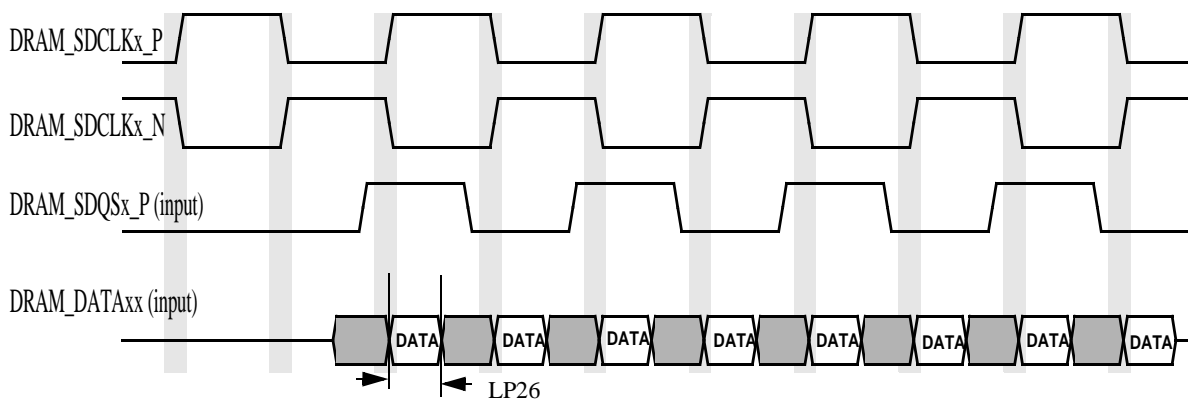 DRAM_SDCLKx_P
DRAM_SDCLKx_N
DRAM_SDQSx_P (input)
DRAM_DATAxx (input)
DATA DATA DATA DATA DATA DATA DATA DATA
LP26